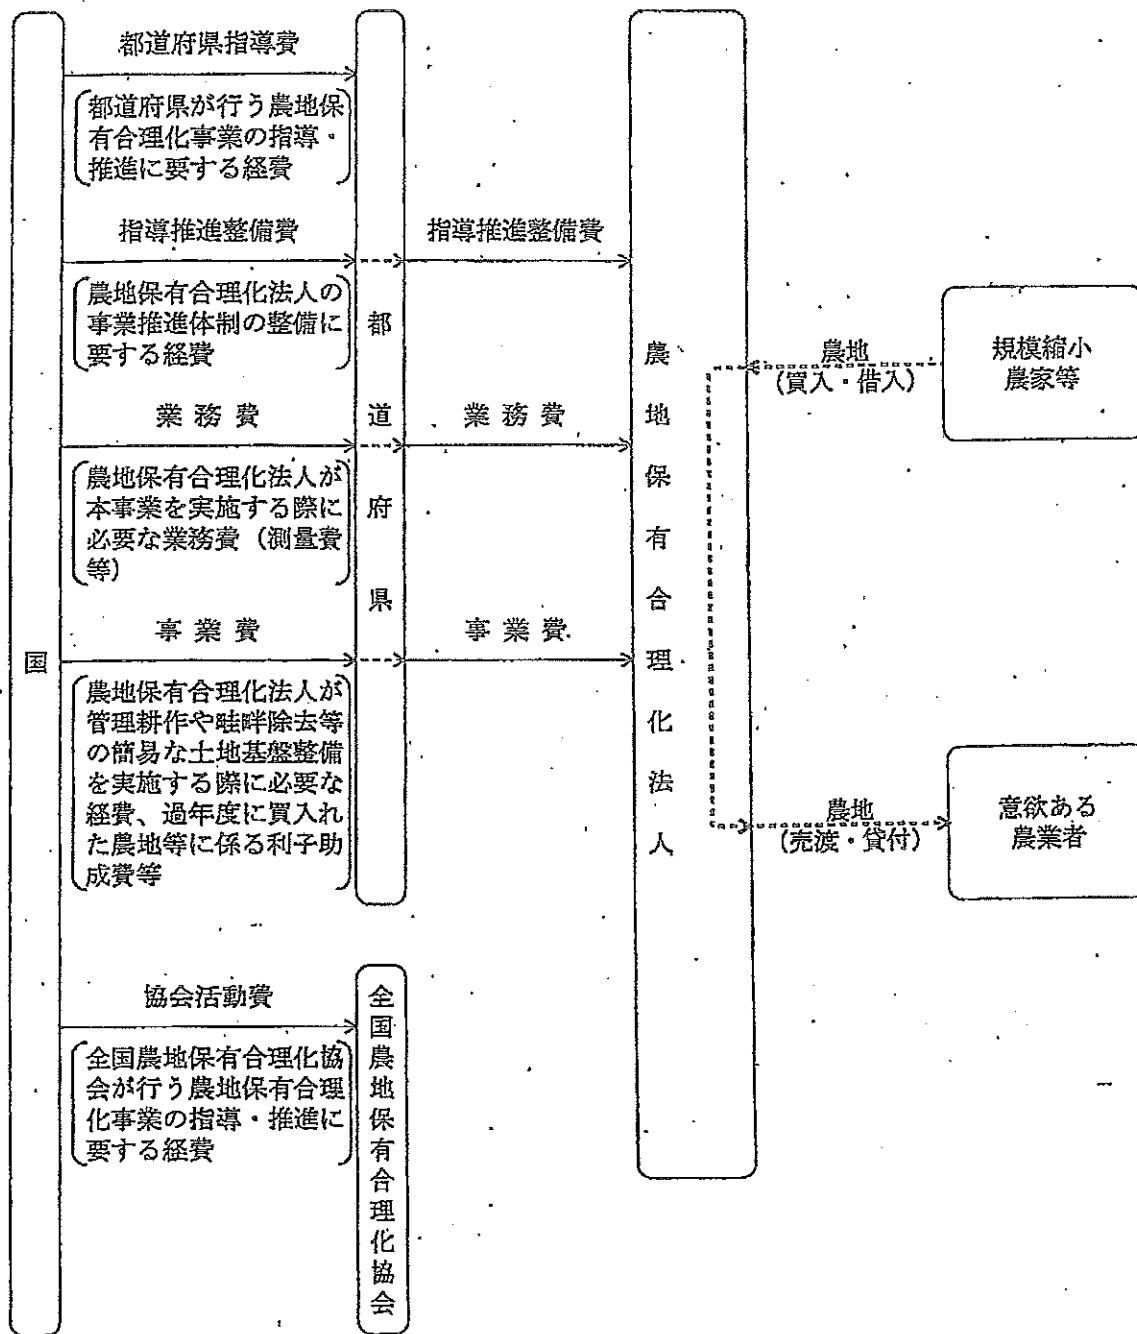 国
都道府県指導費
都道府県が行う農地保
有合理化事業の指導・
推進に要する経費
指導推進整備費
農地保有合理化法人の
事業推進体制の整備に
要する経費
業務費
農地保有合理化法人が
本事業を実施する際に
必要な業務費（測量費
等）
事業費
農地保有合理化法人が
管理耕作や畦畔除去等
の簡易な土地基盤整備
を実施する際に必要な
経費、過年度に買入れ
た農地等に係る利子助
成費等
協会活動費
全国農地保有合理化協
会が行う農地保有合理
化事業の指導・推進に
要する経費
都道府県
全国農地保有合理化協会
指導推進整備費
業務費
事業費
農地保有合理化法人
農地
(買入・借入)
規模縮小
農家等
農地
(売渡・貸付)
意欲ある
農業者